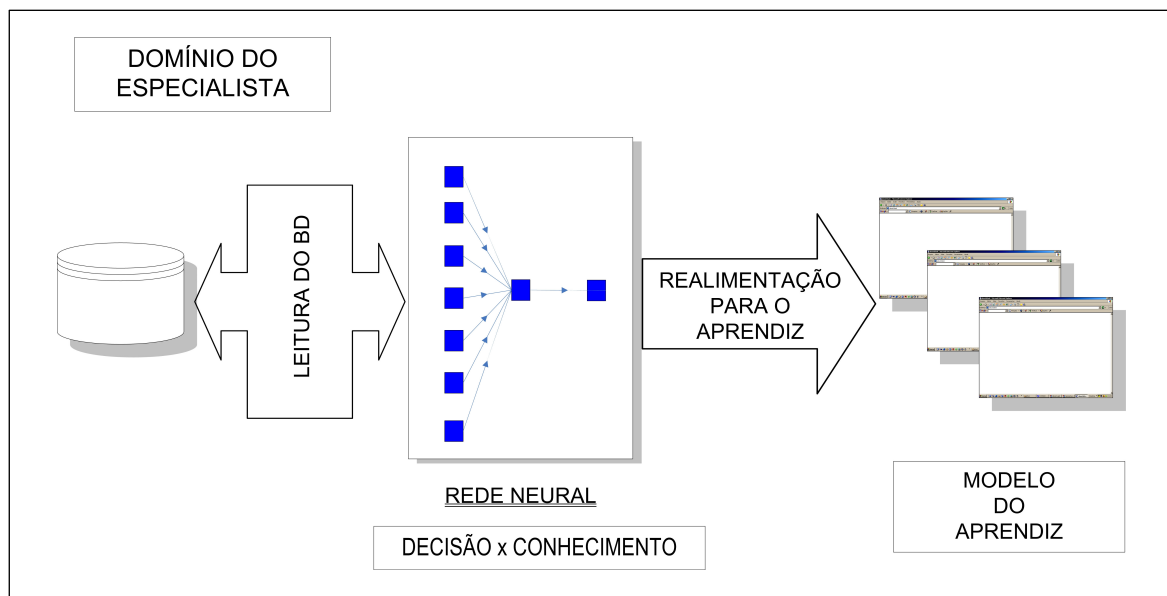 DOMÍNIO DO
ESPECIALISTA
LEITURA DO BD
REALIMENTAÇÃO
PARA O
APRENDIZ
REDE NEURAL
DECISÃO x CONHECIMENTO
MODELO
DO
APRENDIZ